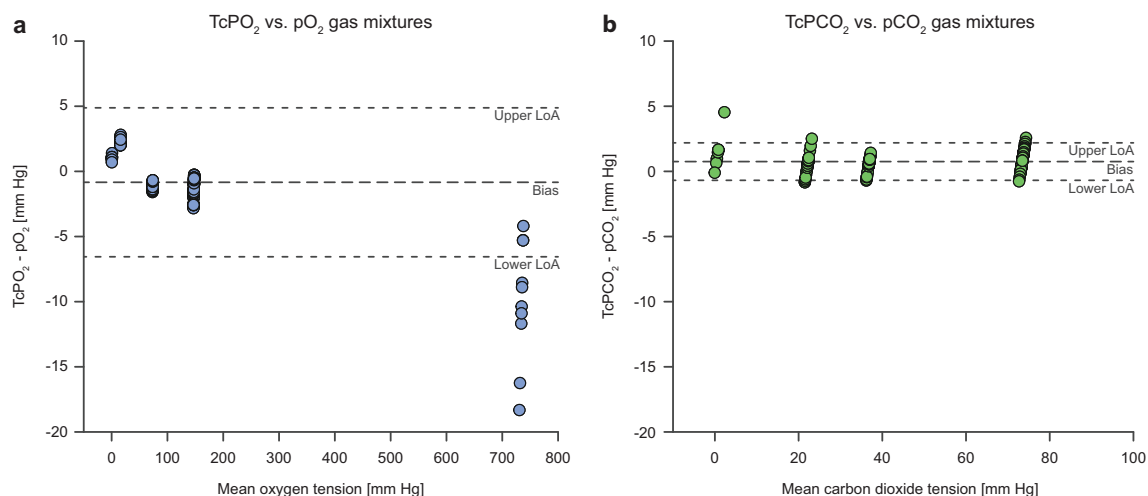 a
TcPO₂ vs. pO₂ gas mixtures
TcPO₂ - pO₂ [mm Hg]
10
5
0
-5
-10
-15
-20
Upper LoA
Bias
Lower LoA
0 100 200 300 400 500 600 700 800
Mean oxygen tension [mm Hg]
b
TcPCO₂ vs. pCO₂ gas mixtures
TcPCO₂ - pCO₂ [mm Hg]
10
5
0
-5
-10
-15
-20
Upper LoA
Bias
Lower LoA
0 20 40 60 80 100
Mean carbon dioxide tension [mm Hg]